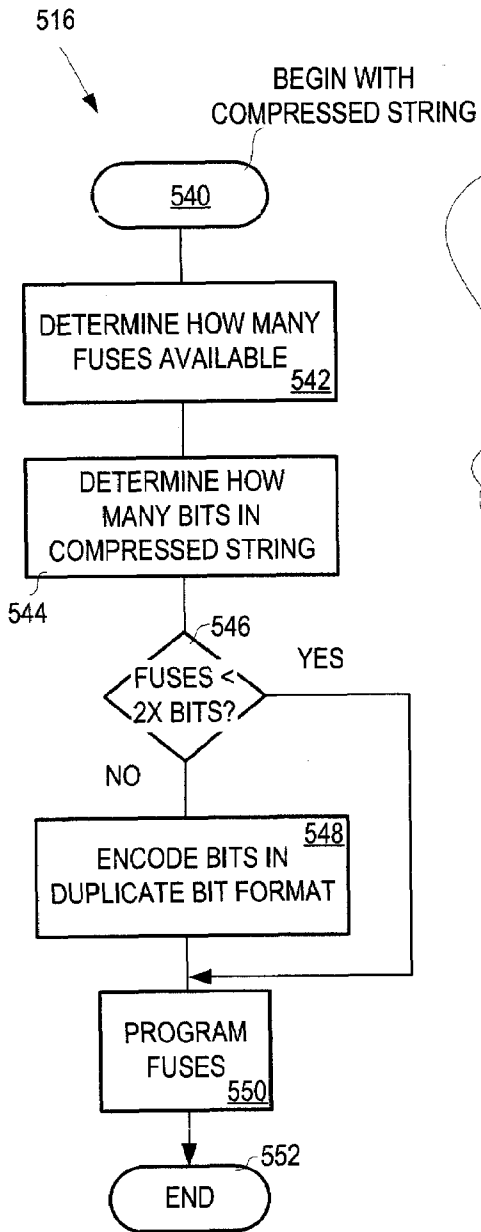 516
BEGIN WITH
COMPRESSED STRING
540
DETERMINE HOW MANY
FUSES AVAILABLE
542
DETERMINE HOW
MANY BITS IN
COMPRESSED STRING
544
546
YES
FUSES <
2X BITS?
NO
548
ENCODE BITS IN
DUPLICATE BIT FORMAT
PROGRAM
FUSES
550
552
END